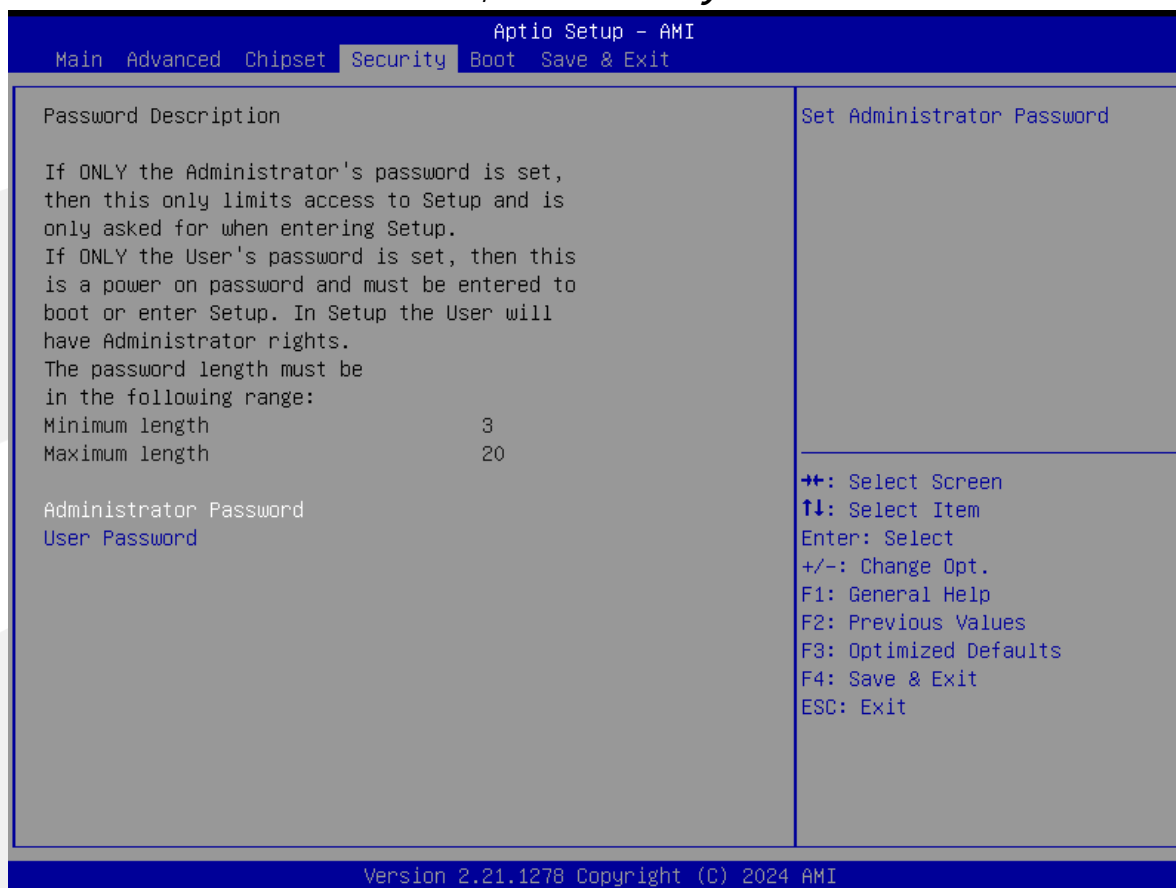 Aptio Setup - AMI
Main Advanced Chipset Security Boot Save & Exit
Password Description
If ONLY the Administrator's password is set,
then this only limits access to Setup and is
only asked for when entering Setup.
If ONLY the User's password is set, then this
is a power on password and must be entered to
boot or enter Setup. In Setup the User will
have Administrator rights.
The password length must be
in the following range:
Minimum length 3
Maximum length 20
Administrator Password
User Password
Set Administrator Password
→←: Select Screen
↑↓: Select Item
Enter: Select
+/-: Change Opt.
F1: General Help
F2: Previous Values
F3: Optimized Defaults
F4: Save & Exit
ESC: Exit
Version 2.21.1278 Copyright (C) 2024 AMI